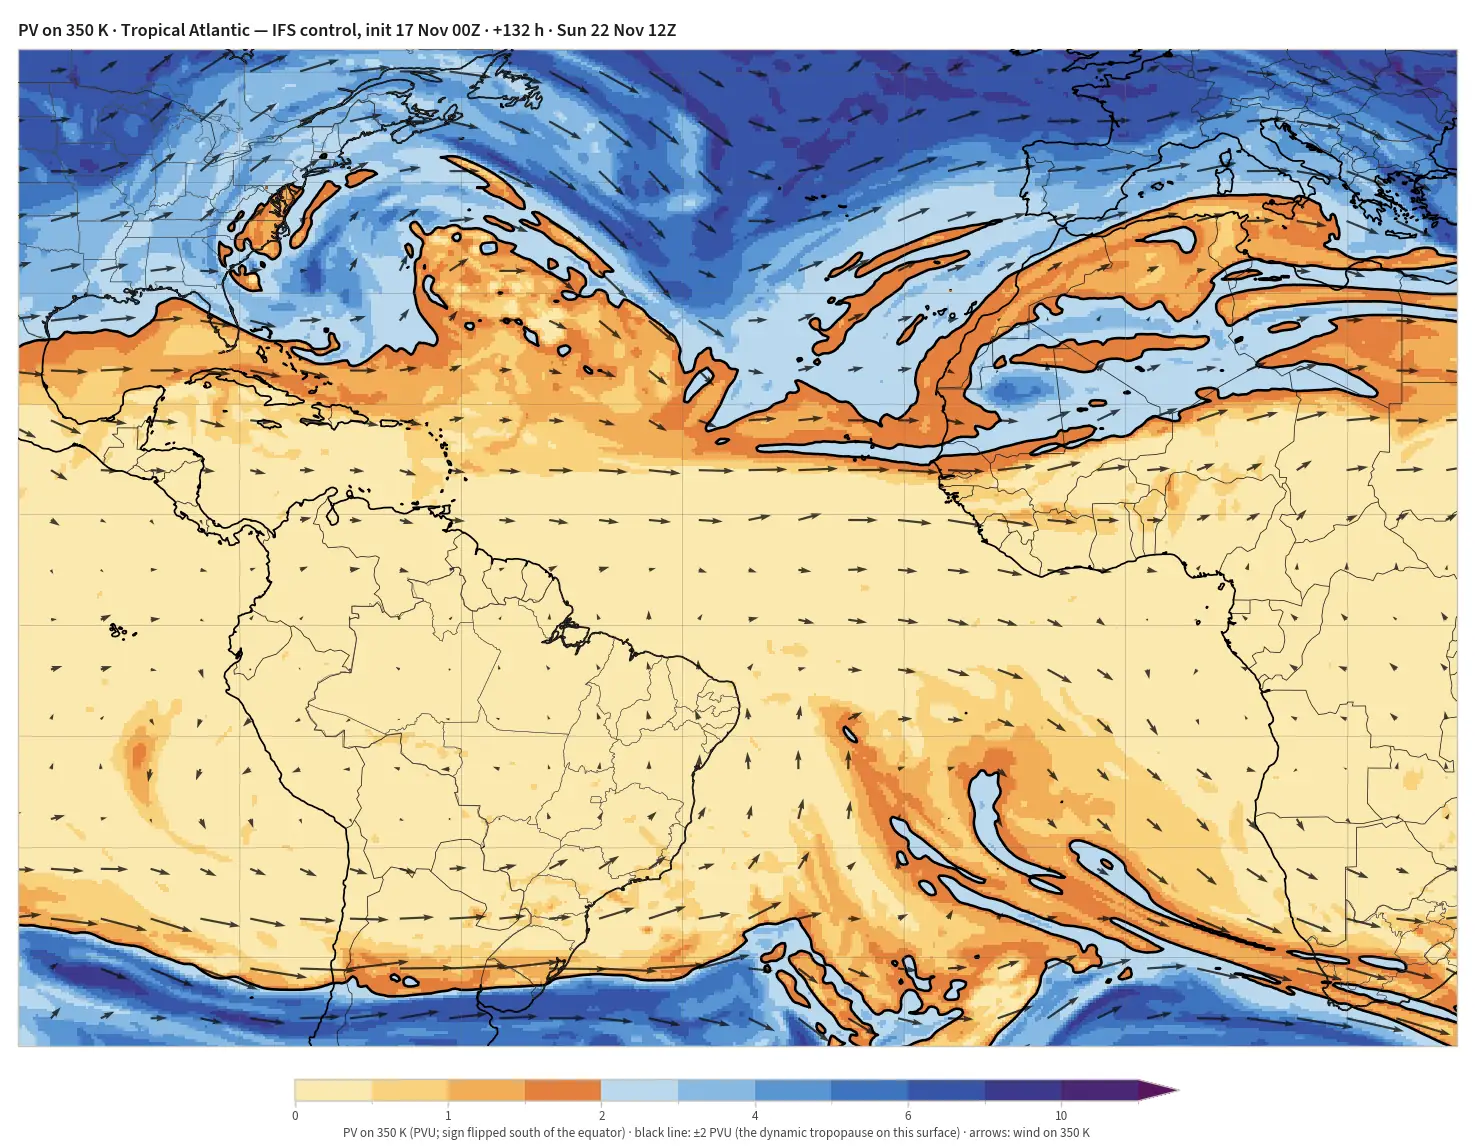 PV on 350 K · Tropical Atlantic — IFS control, init 17 Nov 00Z · +132 h · Sun 22 Nov 12Z
0 1 2 4 6 10
PV on 350 K (PVU; sign flipped south of the equator) · black line: ±2 PVU (the dynamic tropopause on this surface) · arrows: wind on 350 K